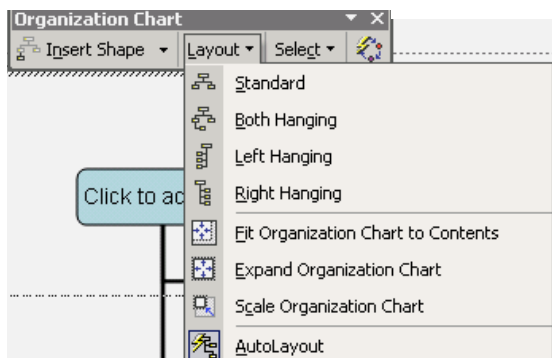 Organization Chart
Insert Shape Layout Select
Standard
Both Hanging
Left Hanging
Click to ac
Right Hanging
Fit Organization Chart to Contents
Expand Organization Chart
Scale Organization Chart
AutoLayout